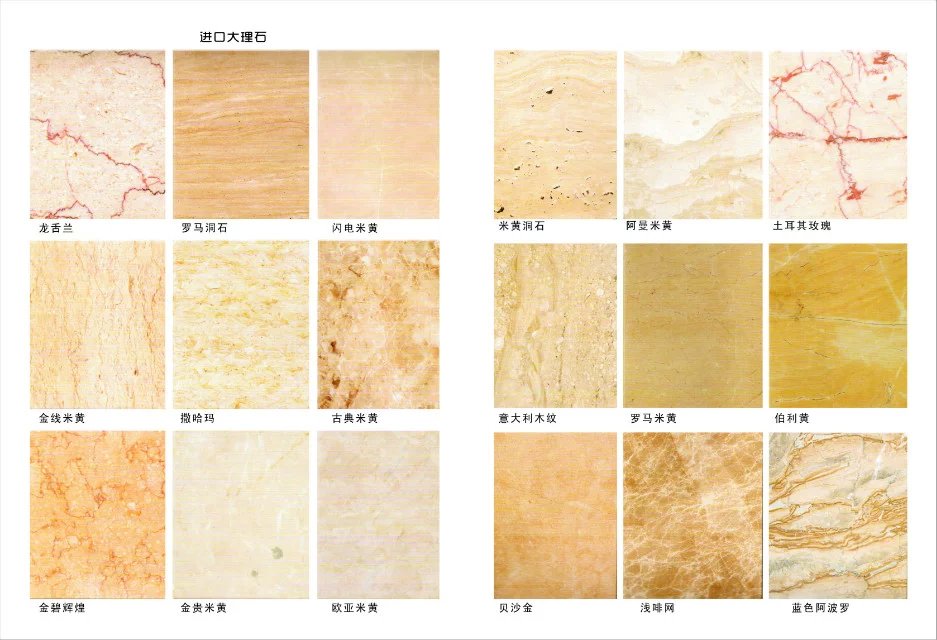 进口大理石
龙舌兰
罗马洞石
闪电米黄
米黄洞石
阿曼米黄
土耳其玫瑰
金线米黄
撒哈玛
古典米黄
意大利木纹
罗马米黄
伯利黄
金碧辉煌
金贵米黄
欧亚米黄
贝沙金
浅啡网
蓝色阿波罗